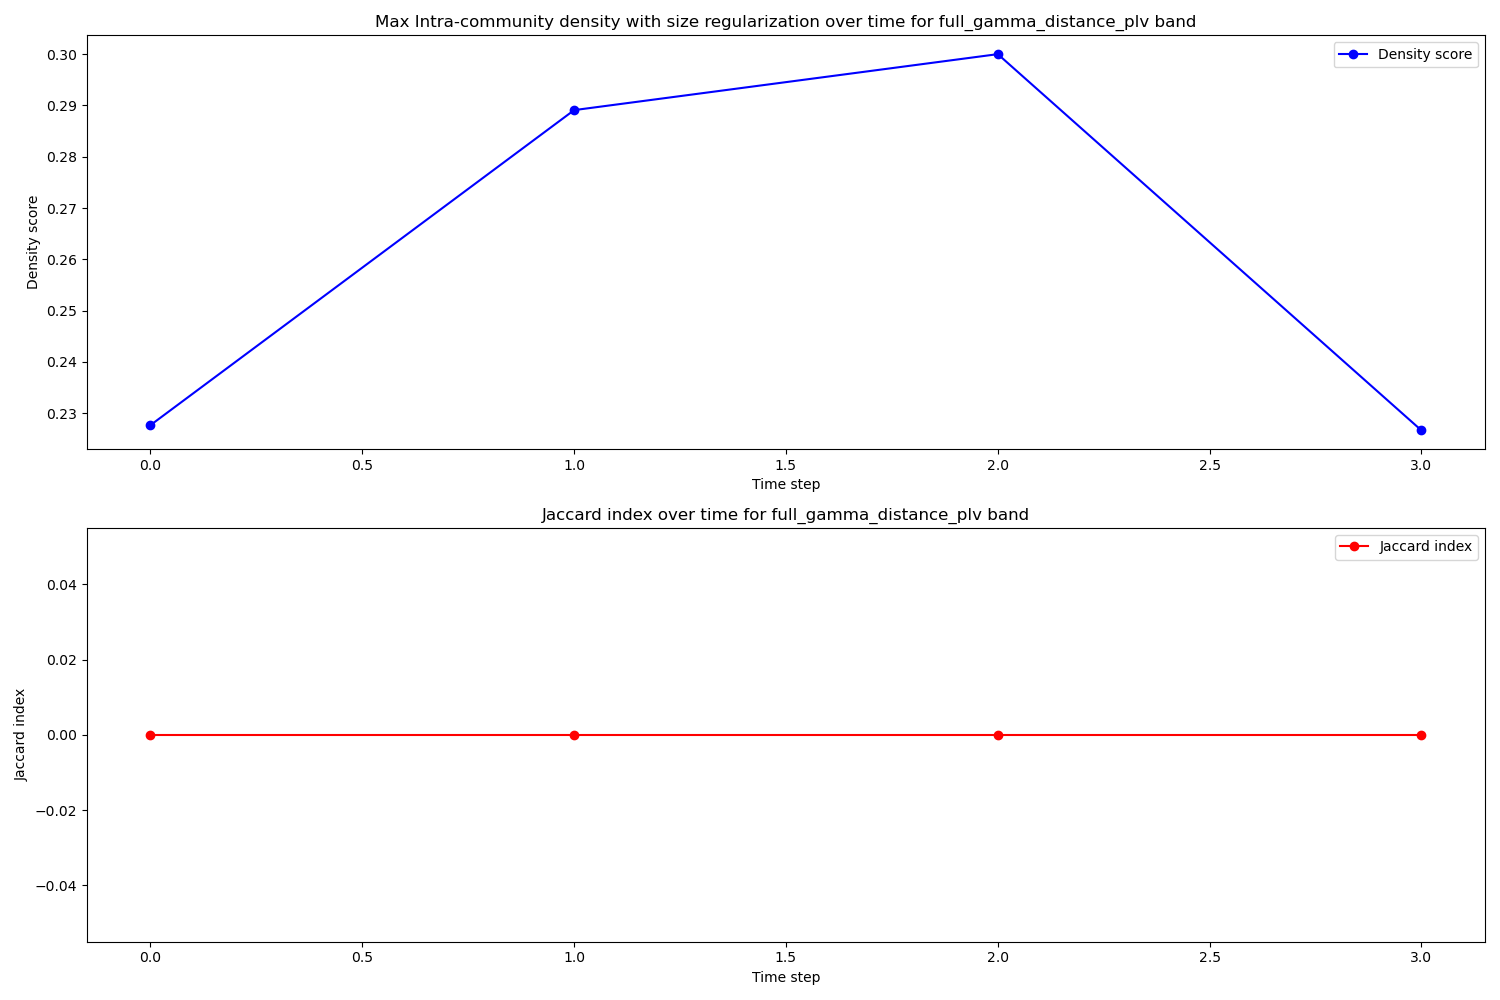 Max Intra-community density with size regularization over time for full_gamma_distance_plv band
Density score
0.30
0.29
0.28
0.27
0.26
0.25
0.24
0.23
Density score
0.0 0.5 1.0 1.5 2.0 2.5 3.0
Time step
Jaccard index over time for full_gamma_distance_plv band
Jaccard index
0.04
0.02
0.00
−0.02
−0.04
Jaccard index
0.0 0.5 1.0 1.5 2.0 2.5 3.0
Time step